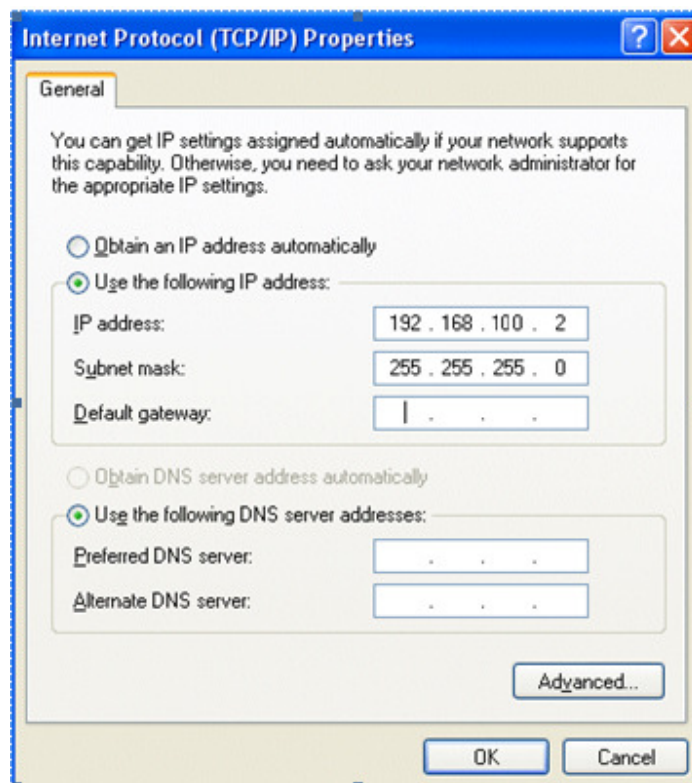 Internet Protocol (TCP/IP) Properties
General
You can get IP settings assigned automatically if your network supports
this capability. Otherwise, you need to ask your network administrator for
the appropriate IP settings.
Obtain an IP address automatically
Use the following IP address:
IP address: 192 . 168 . 100 . 2
Subnet mask: 255 . 255 . 255 . 0
Default gateway: . . .
Obtain DNS server address automatically
Use the following DNS server addresses:
Preferred DNS server: . . .
Alternate DNS server: . . .
Advanced...
OK Cancel